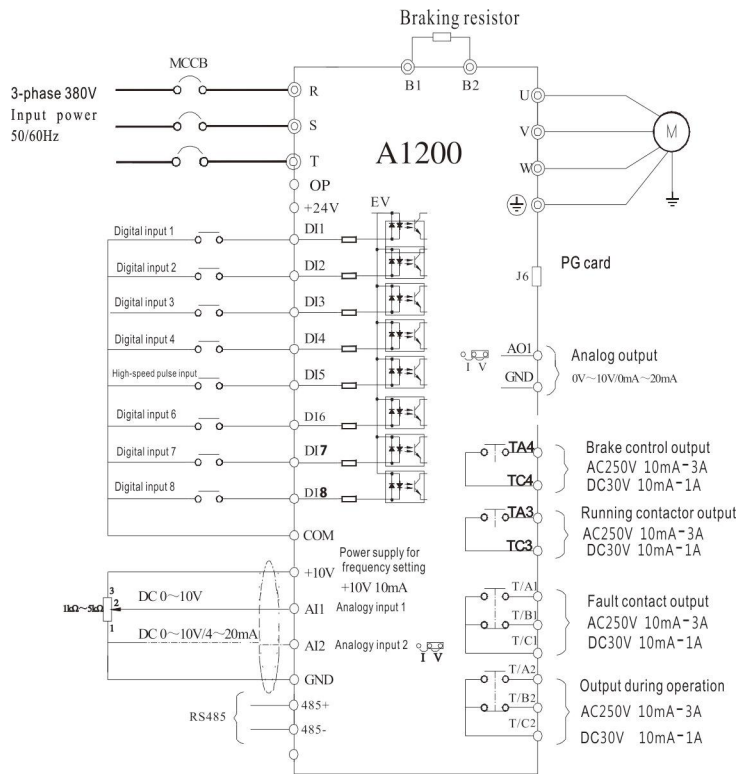 Braking resistor
MCCB
B1 B2
3-phase 380V
Input power
50/60Hz
R
S
T
U
V
W
M
A1200
OP
+24V
EV
Digital input 1
DI1
Digital input 2
DI2
Digital input 3
DI3
Digital input 4
DI4
High-speed pulse input
DI5
Digital input 6
D16
Digital input 7
DI7
Digital input 8
D18
COM
J6
PG card
I V
AO1
GND
Analog output
0V～10V/0mA～20mA
TA4
TC4
Brake control output
AC250V 10mA-3A
DC30V 10mA-1A
TA3
TC3
Running contactor output
AC250V 10mA-3A
DC30V 10mA-1A
+10V
Power supply for
frequency setting
+10V 10mA
3
2
1
1kΩ～5kΩ
DC 0～10V
AI1
Analogy input 1
DC 0～10V/4～20mA
AI2
Analogy input 2
I V
GND
RS485
485+
485-
T/A1
T/B1
T/C1
Fault contact output
AC250V 10mA-3A
DC30V 10mA-1A
T/A2
T/B2
T/C2
Output during operation
AC250V 10mA-3A
DC30V 10mA-1A